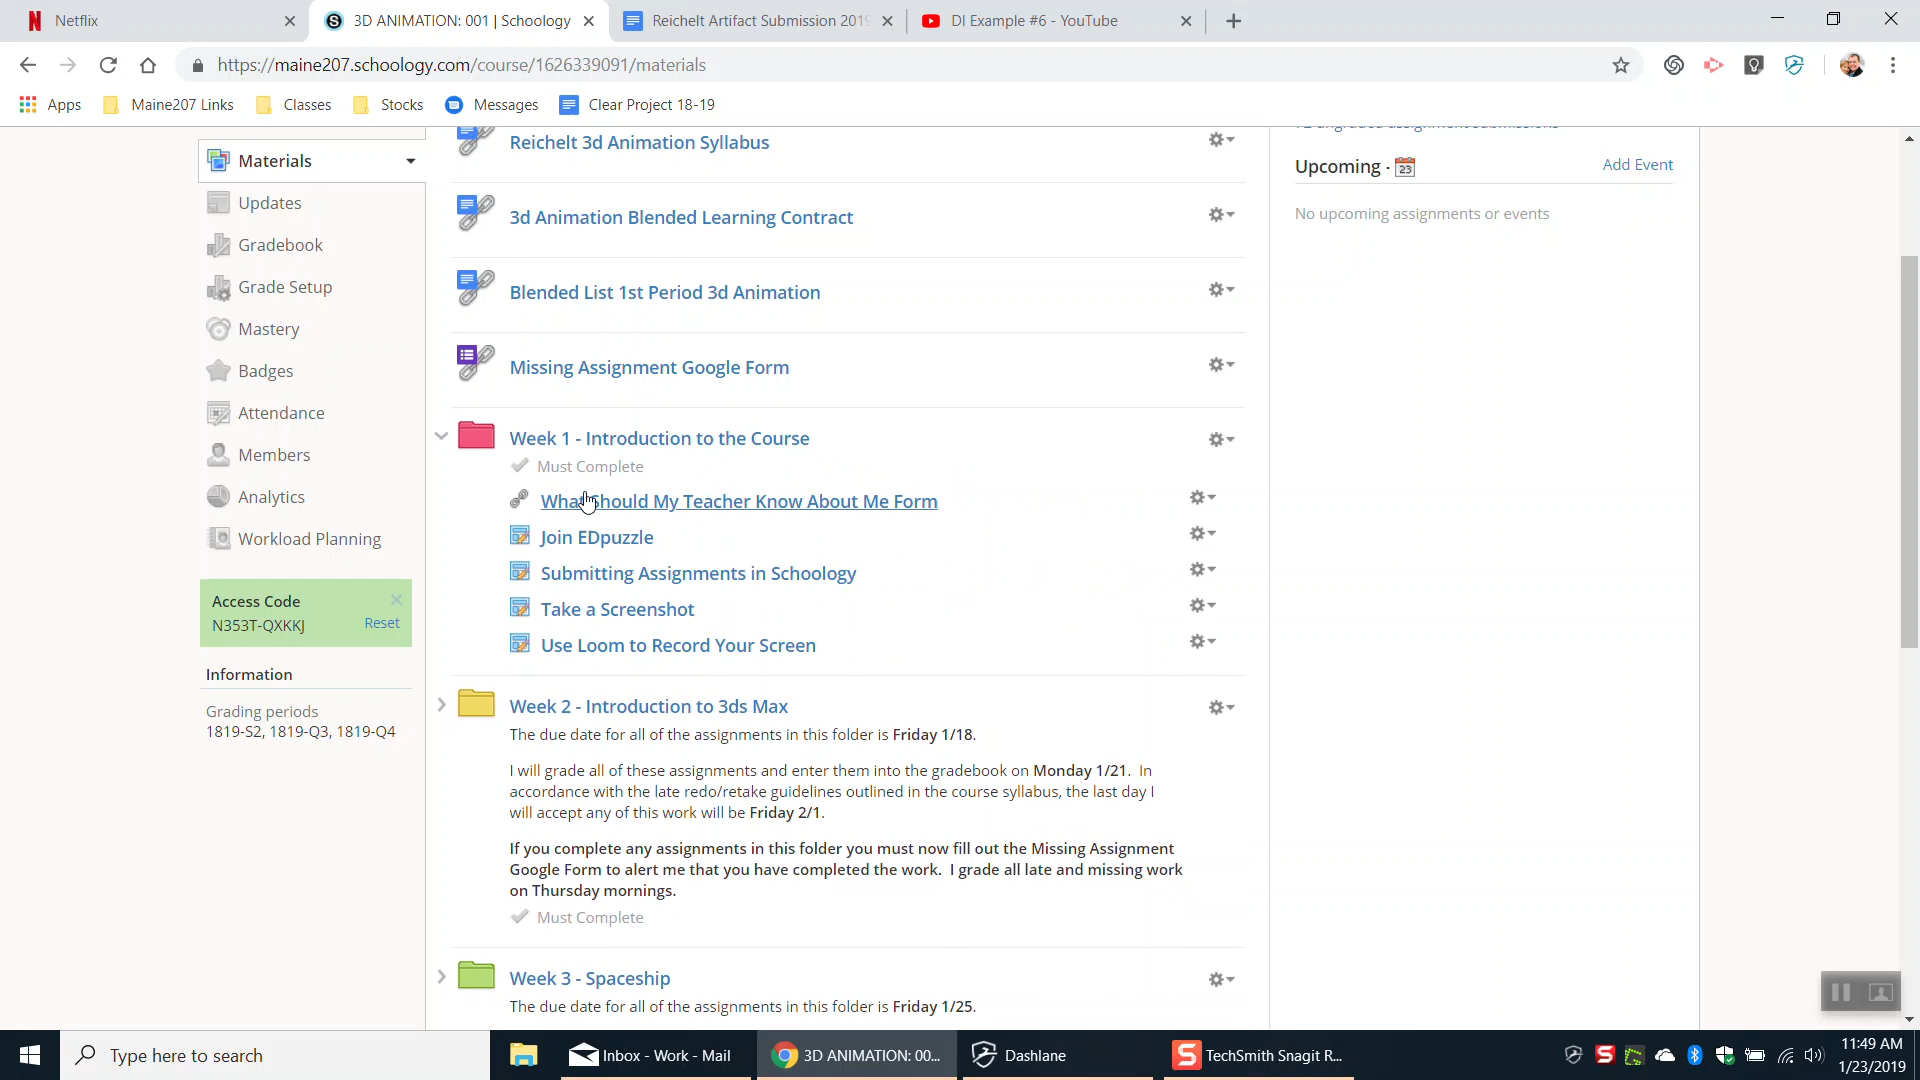 Netflix
3D ANIMATION: 001 | Schoology
Reichelt Artifact Submission 2019
DI Example #6 - YouTube
https://maine207.schoology.com/course/1626339091/materials
Apps
Maine207 Links
Classes
Stocks
Messages
Clear Project 18-19
Materials
Updates
Gradebook
Grade Setup
Mastery
Badges
Attendance
Members
Analytics
Workload Planning
Access Code
N353T-QXKKJ
Reset
Information
Grading periods
1819-S2, 1819-Q3, 1819-Q4
Reichelt 3d Animation Syllabus
3d Animation Blended Learning Contract
Blended List 1st Period 3d Animation
Missing Assignment Google Form
Week 1 - Introduction to the Course
Must Complete
What Should My Teacher Know About Me Form
Join EDpuzzle
Submitting Assignments in Schoology
Take a Screenshot
Use Loom to Record Your Screen
Week 2 - Introduction to 3ds Max
The due date for all of the assignments in this folder is Friday 1/18.
I will grade all of these assignments and enter them into the gradebook on Monday 1/21. In
accordance with the late redo/retake guidelines outlined in the course syllabus, the last day I
will accept any of this work will be Friday 2/1.
If you complete any assignments in this folder you must now fill out the Missing Assignment
Google Form to alert me that you have completed the work. I grade all late and missing work
on Thursday mornings.
Must Complete
Week 3 - Spaceship
The due date for all of the assignments in this folder is Friday 1/25.
Upcoming ·
23
Add Event
No upcoming assignments or events
Type here to search
Inbox - Work - Mail
3D ANIMATION: 00...
Dashlane
TechSmith Snagit R...
11:49 AM
1/23/2019